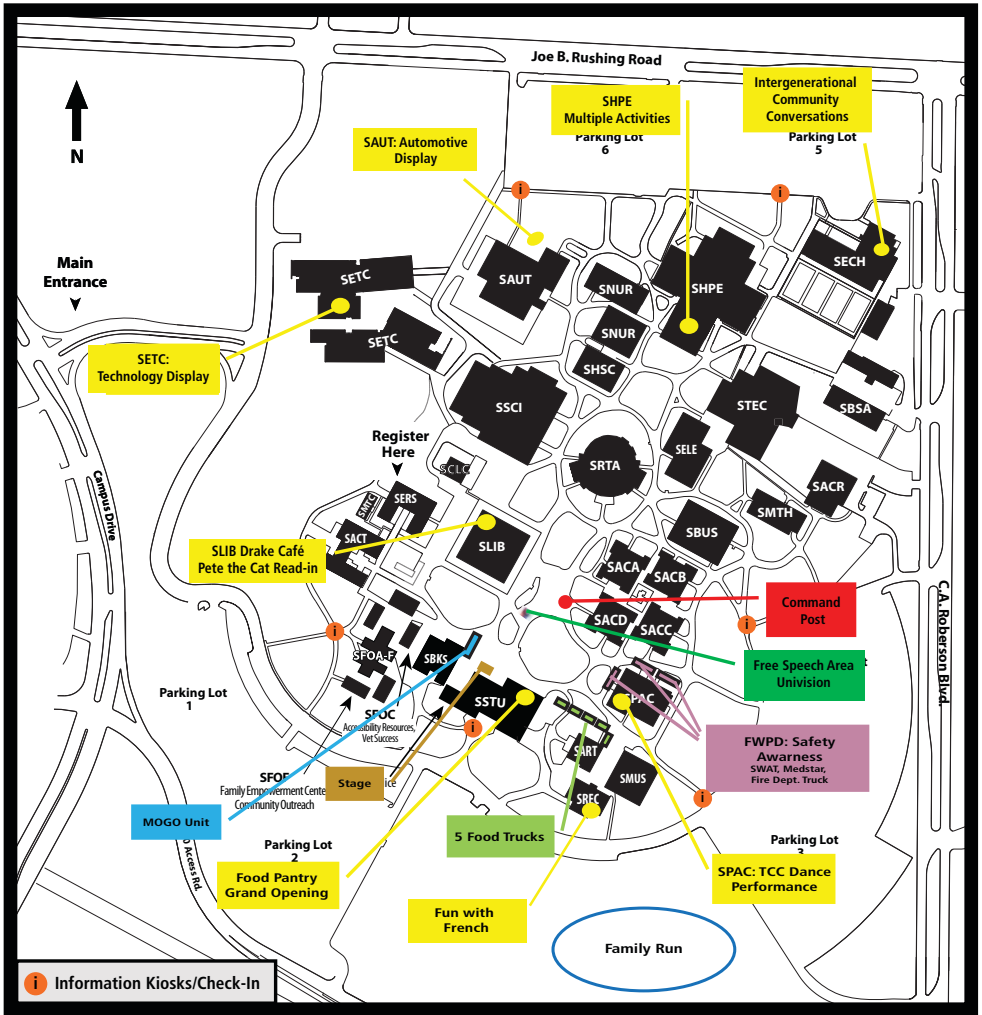 Joe B. Rushing Road
Intergenerational
Community
Conversations
SHPE
Multiple Activities
Parking Lot
6
Parking Lot
5
SAUT: Automotive
Display
N
i
i
Main
Entrance
SETC
SAUT
SNUR
SHPE
SECH
SNUR
SETC
SETC:
Technology Display
SHSC
SSCI
STEC
SBSA
Register
Here
SELE
SRTA
SCLC
SACR
SERS
SMTC
SMTH
Campus Drive
SACT
SLIB
SBUS
SLIB Drake Café
Pete the Cat Read-in
SACA
SACB
C.A. Roberson Blvd.
Command
Post
SACD
SACC
i
i
SFOA-F
SBKS
Free Speech Area
Univision
Parking Lot
1
SSTU
SPAC
SFOC
Accessibility Resources,
Vet Success
i
SART
FWPD: Safety
Awarness
SWAT, Medstar,
Fire Dept. Truck
SFOE
Family Empowerment Cente
Community Outreach
Stage
ice
SMUS
SREC
i
MOGO Unit
5 Food Trucks
Parking Lot
2
Parking Lot
3
Access Rd.
Food Pantry
Grand Opening
SPAC: TCC Dance
Performance
Fun with
French
Family Run
i Information Kiosks/Check-In